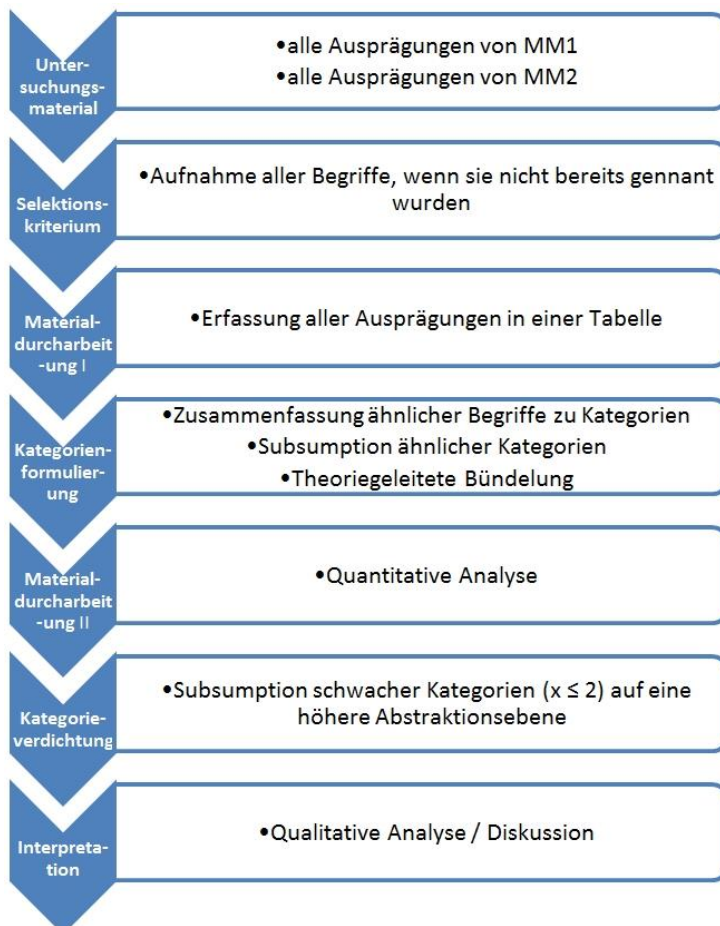 Unter-
suchungs-
material
•alle Ausprägungen von MM1
•alle Ausprägungen von MM2
Selektions-
kriterium
•Aufnahme aller Begriffe, wenn sie nicht bereits gennant
wurden
Material-
durcharbeit
-ung I
•Erfassung aller Ausprägungen in einer Tabelle
Kategorien-
formulier-
ung
•Zusammenfassung ähnlicher Begriffe zu Kategorien
•Subsumption ähnlicher Kategorien
•Theoriegeleitete Bündelung
Material-
durcharbeit
-ung II
•Quantitative Analyse
Kategorie-
verdichtung
•Subsumption schwacher Kategorien (x ≤ 2) auf eine
höhere Abstraktionsebene
Interpreta-
tion
•Qualitative Analyse / Diskussion